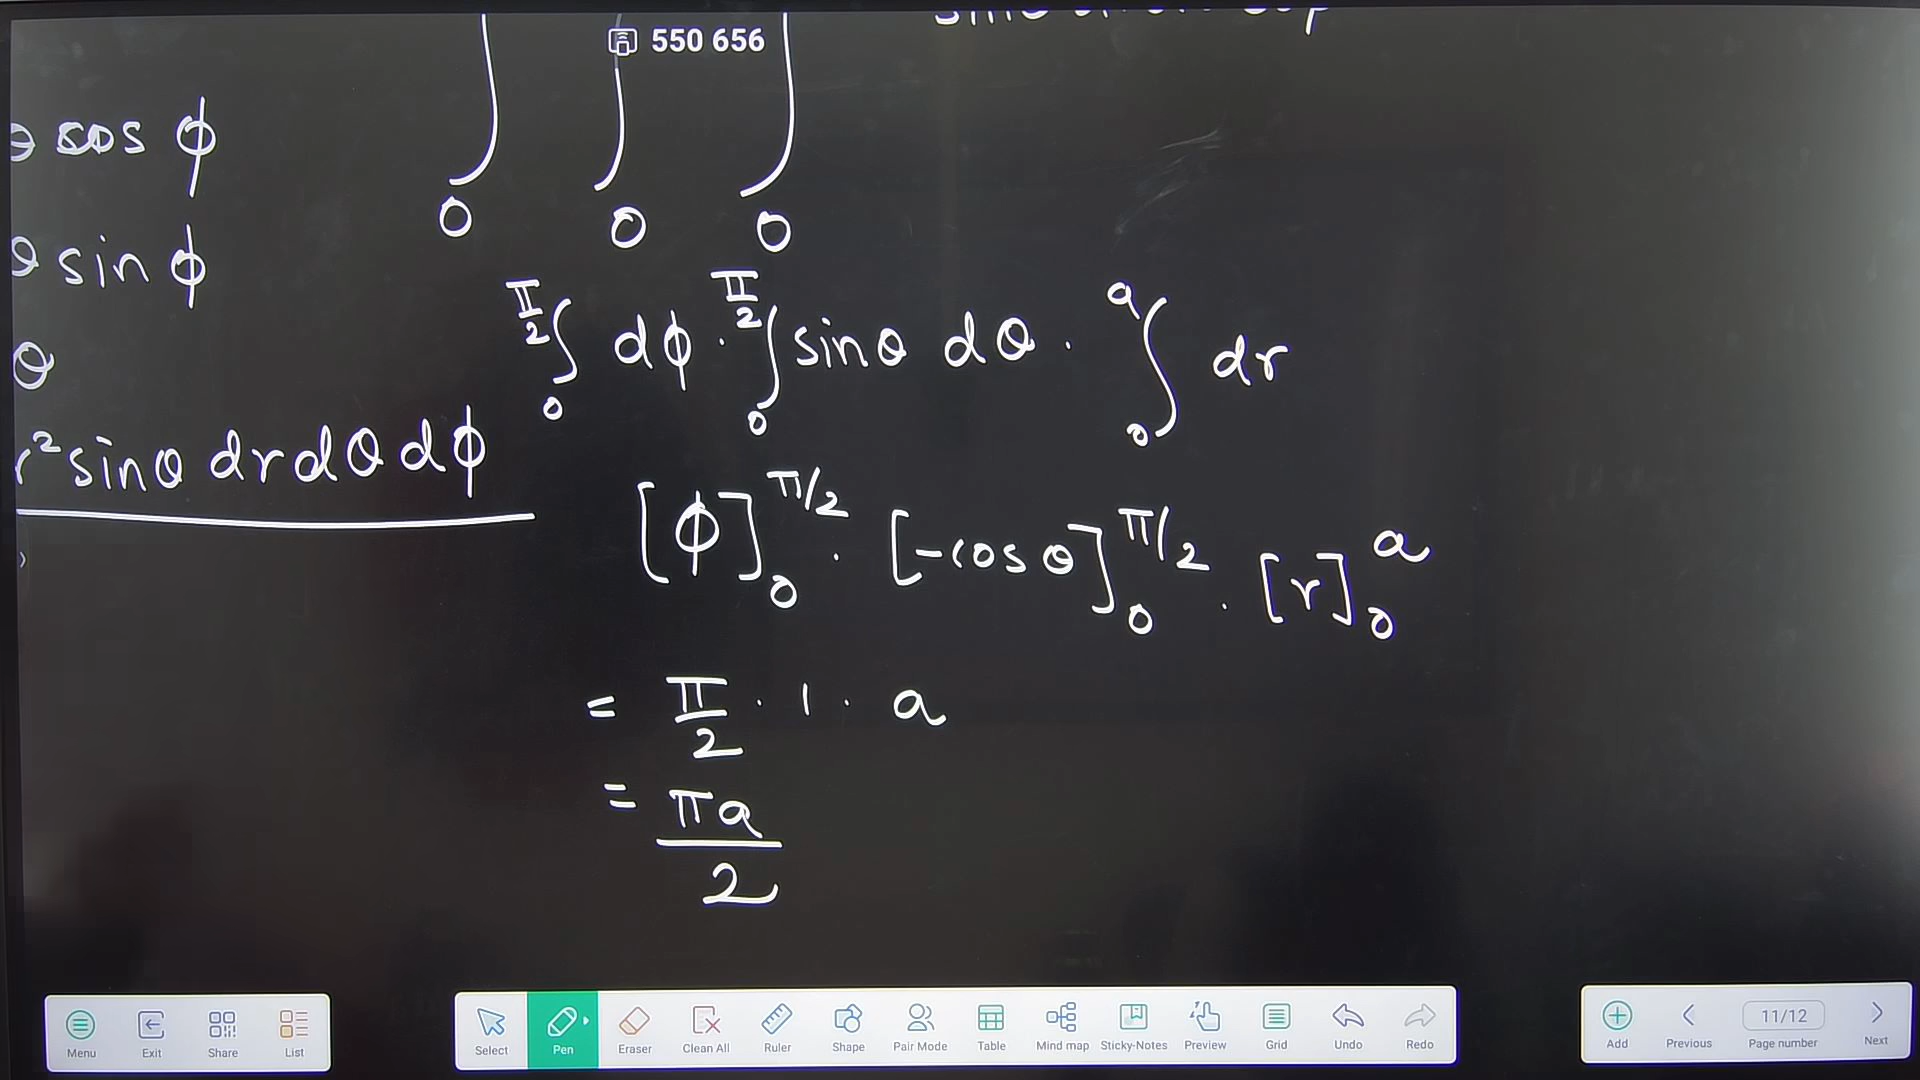 550 656
θ cos ϕ
0 0 0
θ sin ϕ
∫₀^{π/2} dϕ · ∫₀^{π/2} sinθ dθ · ∫₀^{a} dr
θ
r² sinθ dr dθ dϕ
[ϕ]₀^{π/2} · [-cos θ]₀^{π/2} · [r]₀^{a}
= π/2 · 1 · a
= πa/2
Menu Exit Share List
Select Pen Eraser Clean All Ruler Shape Pair Mode Table Mind map Sticky-Notes Preview Grid Undo Redo
Add Previous 11/12 Page number Next